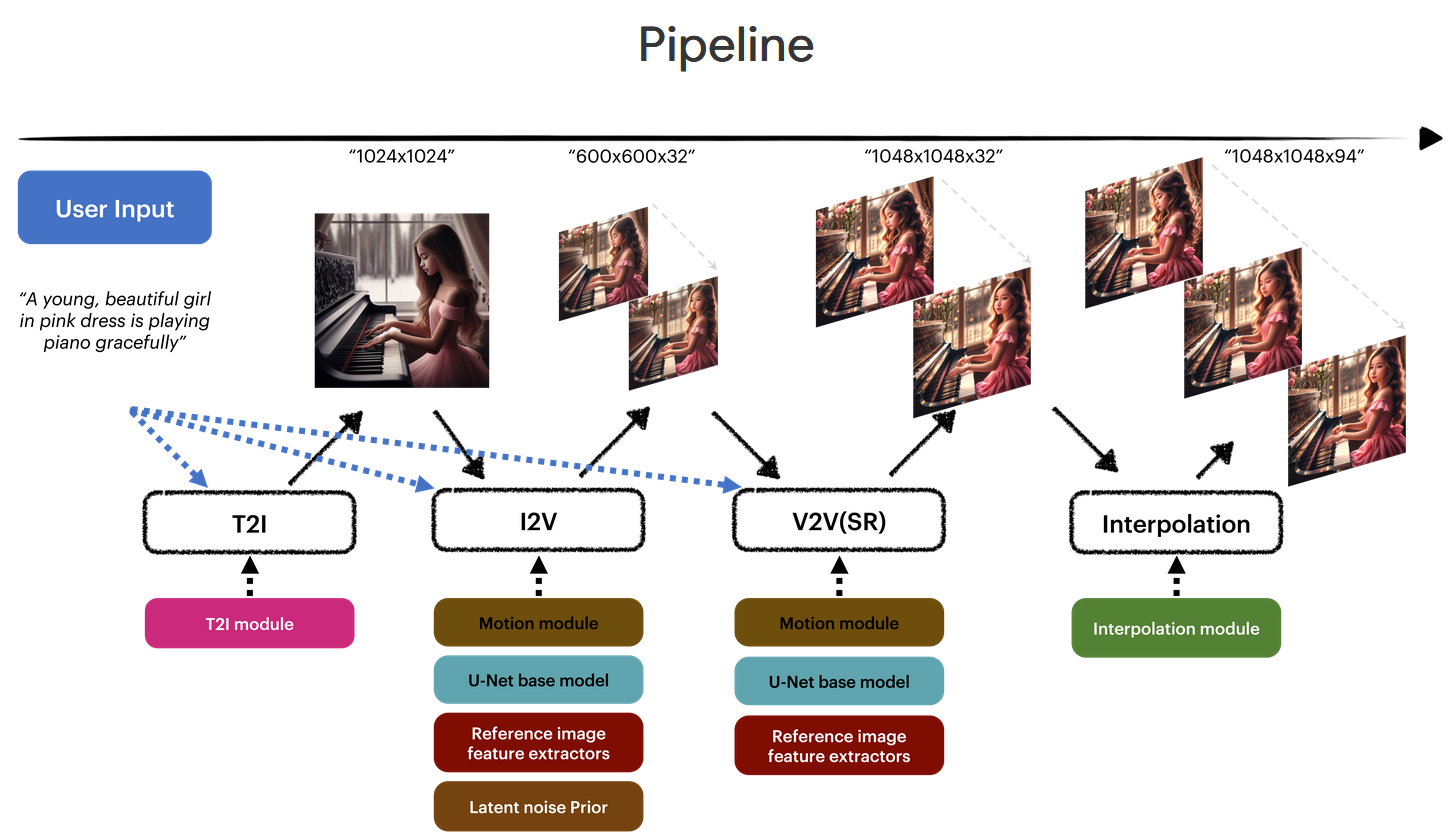 Pipeline
“1024x1024”
“600x600x32”
“1048x1048x32”
“1048x1048x94”
User Input
“A young, beautiful girl
in pink dress is playing
piano gracefully”
T2I
I2V
V2V(SR)
Interpolation
T2I module
Motion module
U-Net base model
Reference image
feature extractors
Latent noise Prior
Motion module
U-Net base model
Reference image
feature extractors
Interpolation module